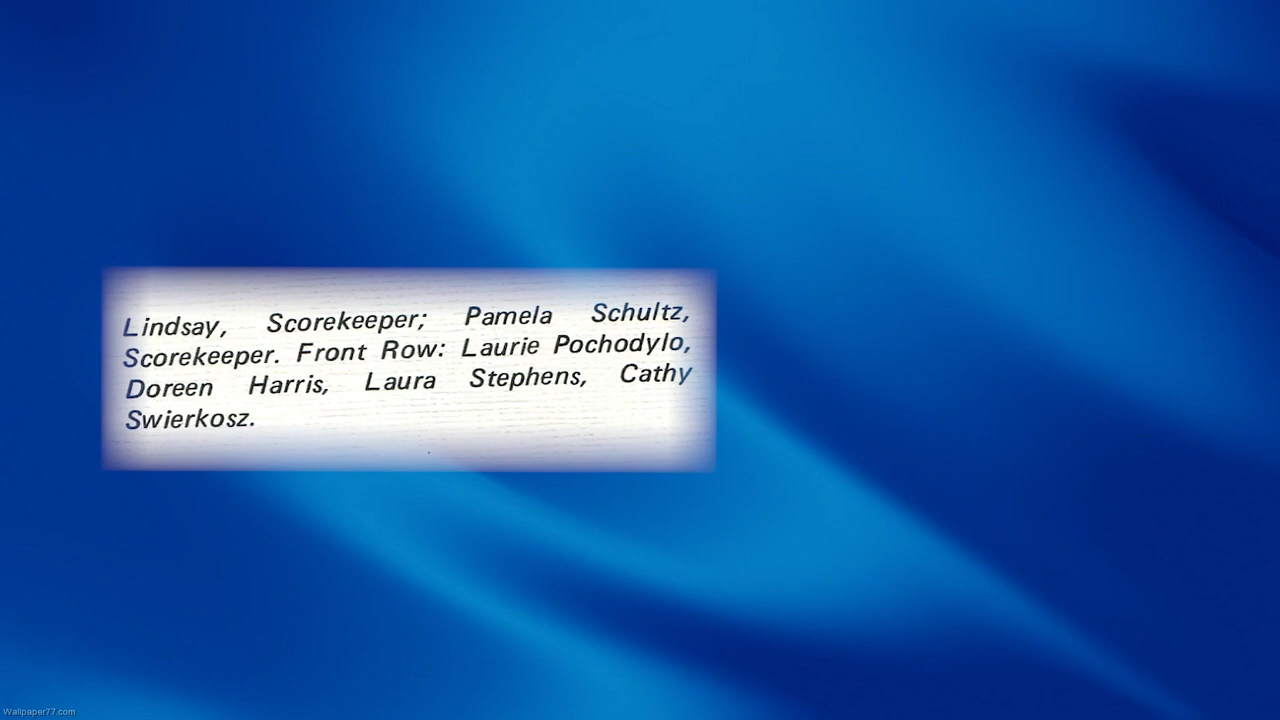 Lindsay, Scorekeeper; Pamela Schultz,
Scorekeeper. Front Row: Laurie Pochodylo,
Doreen Harris, Laura Stephens, Cathy
Swierkosz.
Wallpaper77.com